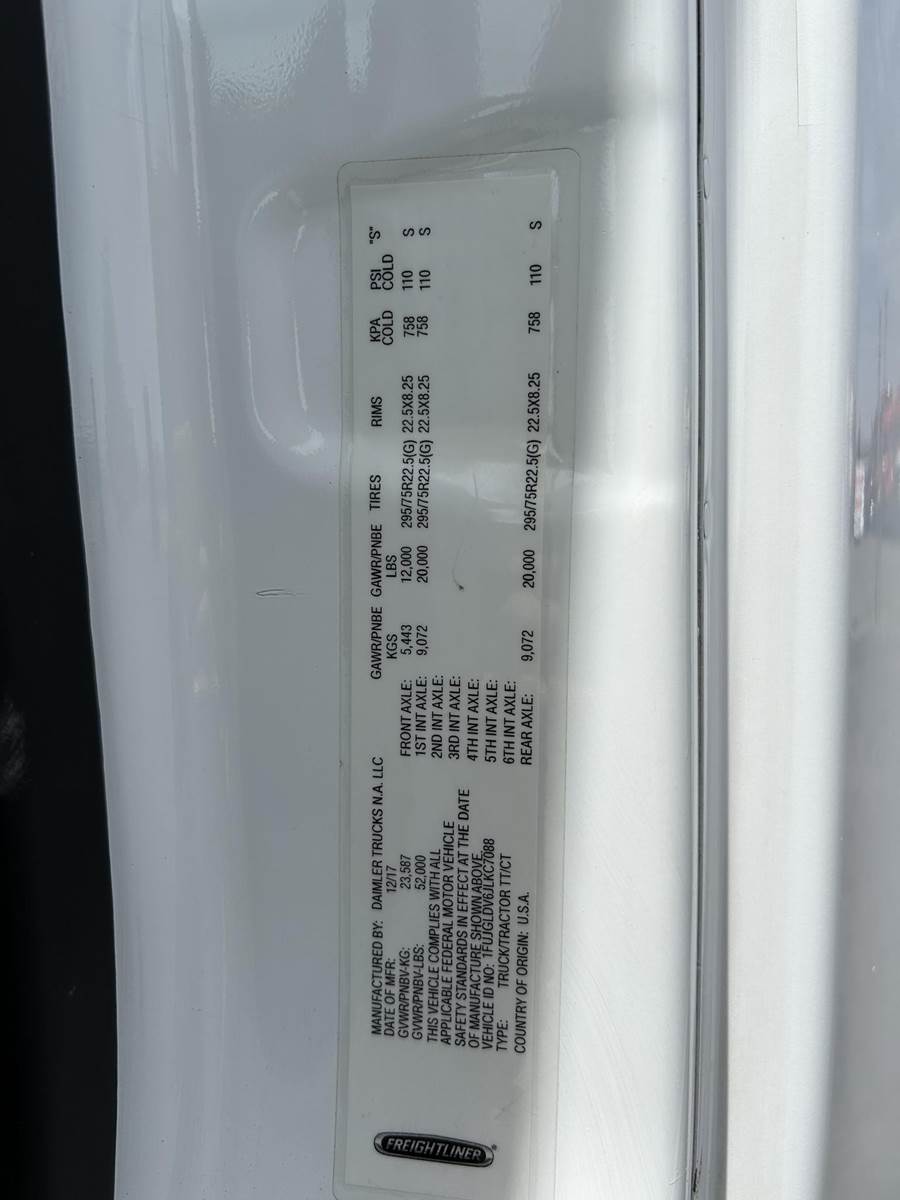 FREIGHTLINER
MANUFACTURED BY: DAIMLER TRUCKS N.A. LLC
DATE OF MFR: 12/17
GVWR/PNBV-KG: 23,587
GVWR/PNBV-LBS: 52,000
THIS VEHICLE COMPLIES WITH ALL
APPLICABLE FEDERAL MOTOR VEHICLE
SAFETY STANDARDS IN EFFECT AT THE DATE
OF MANUFACTURE SHOWN ABOVE.
VEHICLE ID NO: 1FUJGLDV6JLKC7088
TYPE: TRUCK/TRACTOR TT/CT
COUNTRY OF ORIGIN: U.S.A.
GAWR/PNBE GAWR/PNBE TIRES RIMS KPA PSI "S"
KGS LBS COLD COLD
FRONT AXLE: 5,443 12,000 295/75R22.5(G) 22.5X8.25 758 110 S
1ST INT AXLE: 9,072 20,000 295/75R22.5(G) 22.5X8.25 758 110 S
2ND INT AXLE:
3RD INT AXLE:
4TH INT AXLE:
5TH INT AXLE:
6TH INT AXLE:
REAR AXLE: 9,072 20,000 295/75R22.5(G) 22.5X8.25 758 110 S